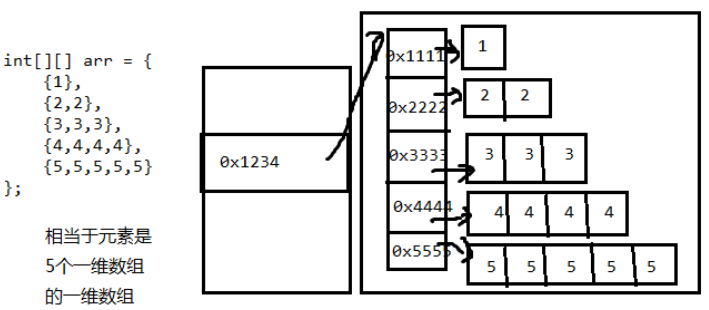 int[][] arr = {
{1},
{2,2},
{3,3,3},
{4,4,4,4},
{5,5,5,5,5}
};
相当于元素是
5个一维数组
的一维数组
0x1234
0x1111
1
0x2222
2 2
0x3333
3 3 3
0x4444
4 4 4 4
0x5555
5 5 5 5 5